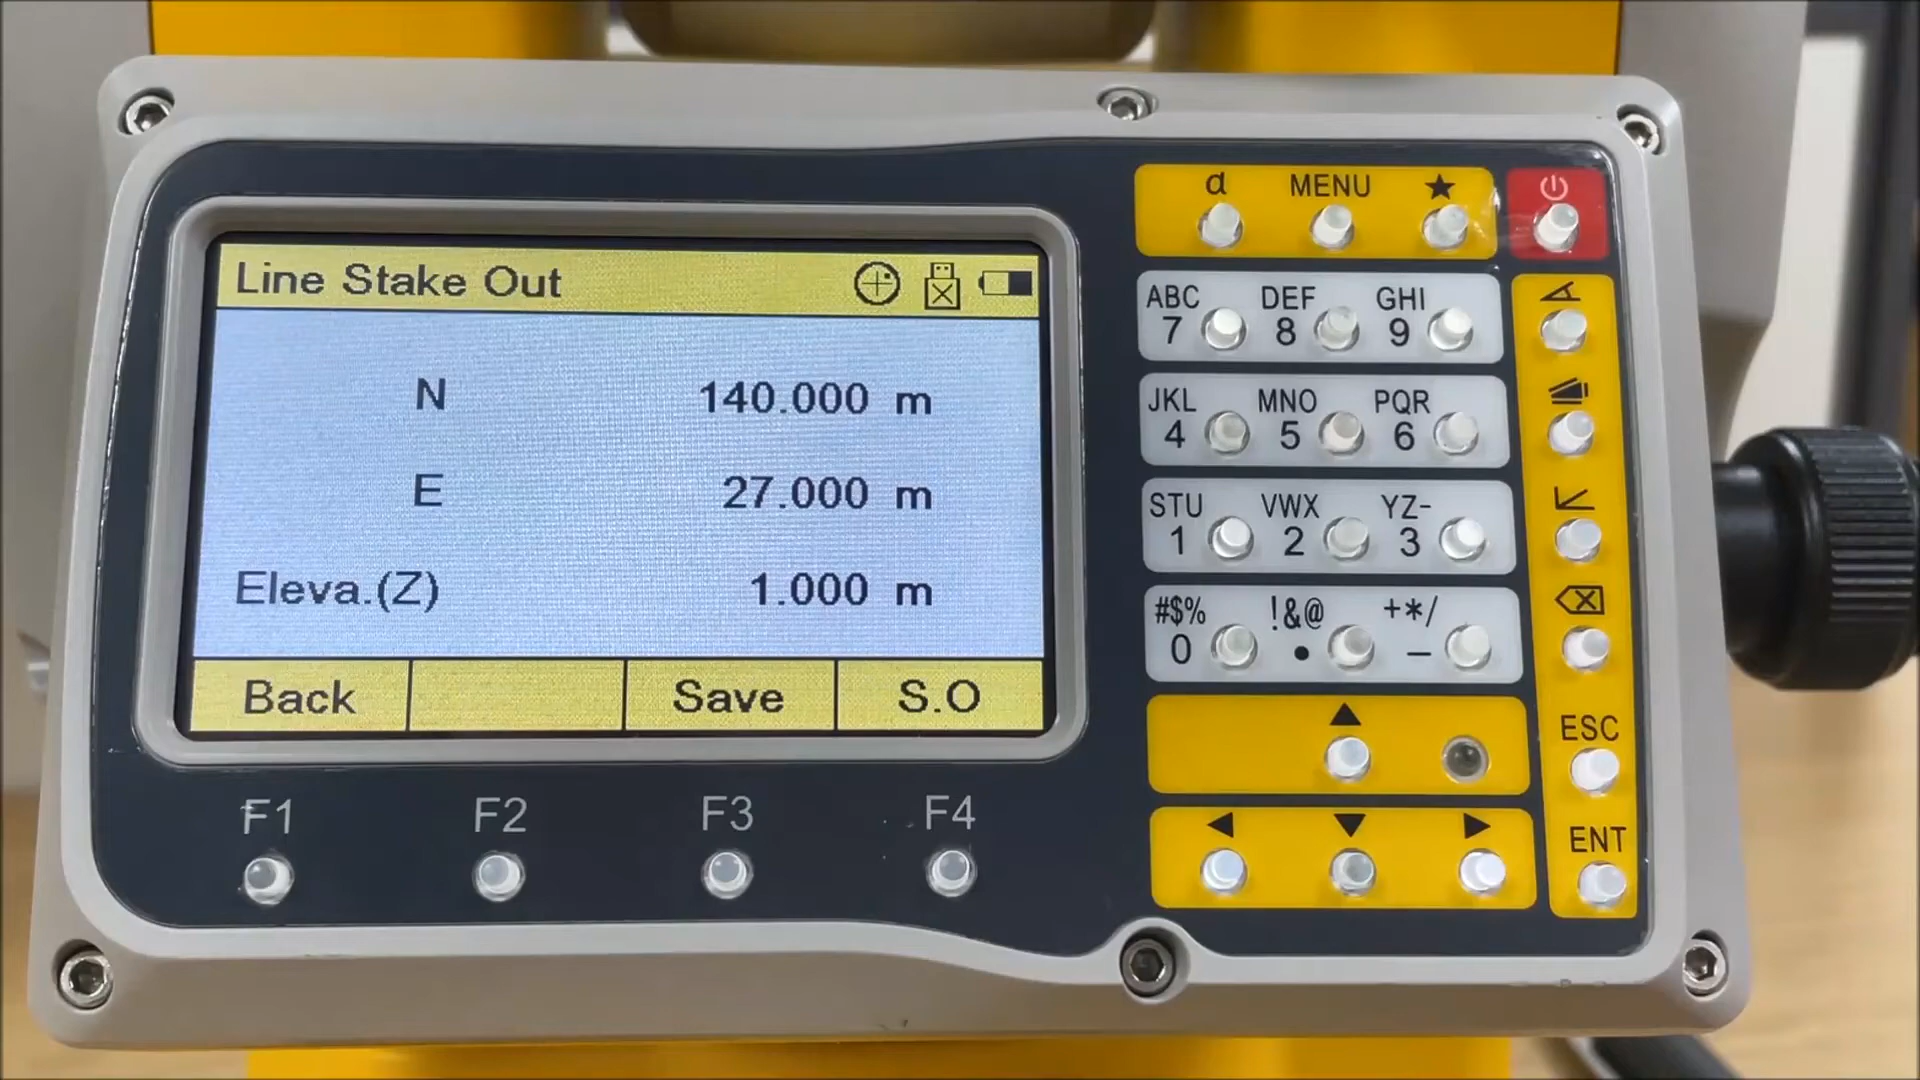 Line Stake Out
N 140.000 m
E 27.000 m
Eleva.(Z) 1.000 m
Back Save S.O
F1 F2 F3 F4
α MENU ★
ABC DEF GHI
7 8 9
JKL MNO PQR
4 5 6
STU VWX YZ-
1 2 3
#$% !&@ +*/
0 • –
ESC
ENT